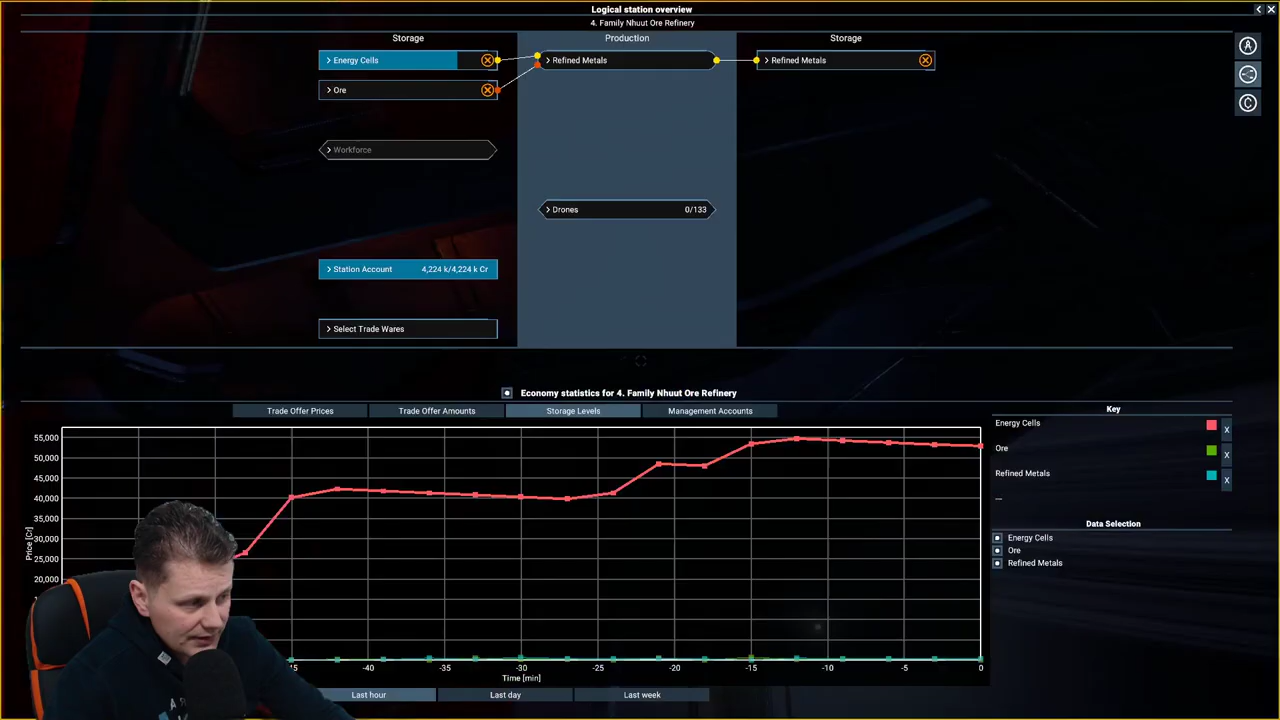 Logical station overview
4. Family Nhuut Ore Refinery
Storage
Production
Storage
Energy Cells
Refined Metals
Refined Metals
Ore
Workforce
Drones 0/133
Station Account 4,224 k/4,224 k Cr
Select Trade Wares
Economy statistics for 4. Family Nhuut Ore Refinery
Trade Offer Prices
Trade Offer Amounts
Storage Levels
Management Accounts
Key
Energy Cells X
Ore X
Refined Metals X
Data Selection
Energy Cells
Ore
Refined Metals
55,000
50,000
45,000
40,000
35,000
30,000
25,000
20,000
Price [Cr]
-40 -35 -30 -25 -20 -15 -10 -5 0
Time [min]
Last hour
Last day
Last week